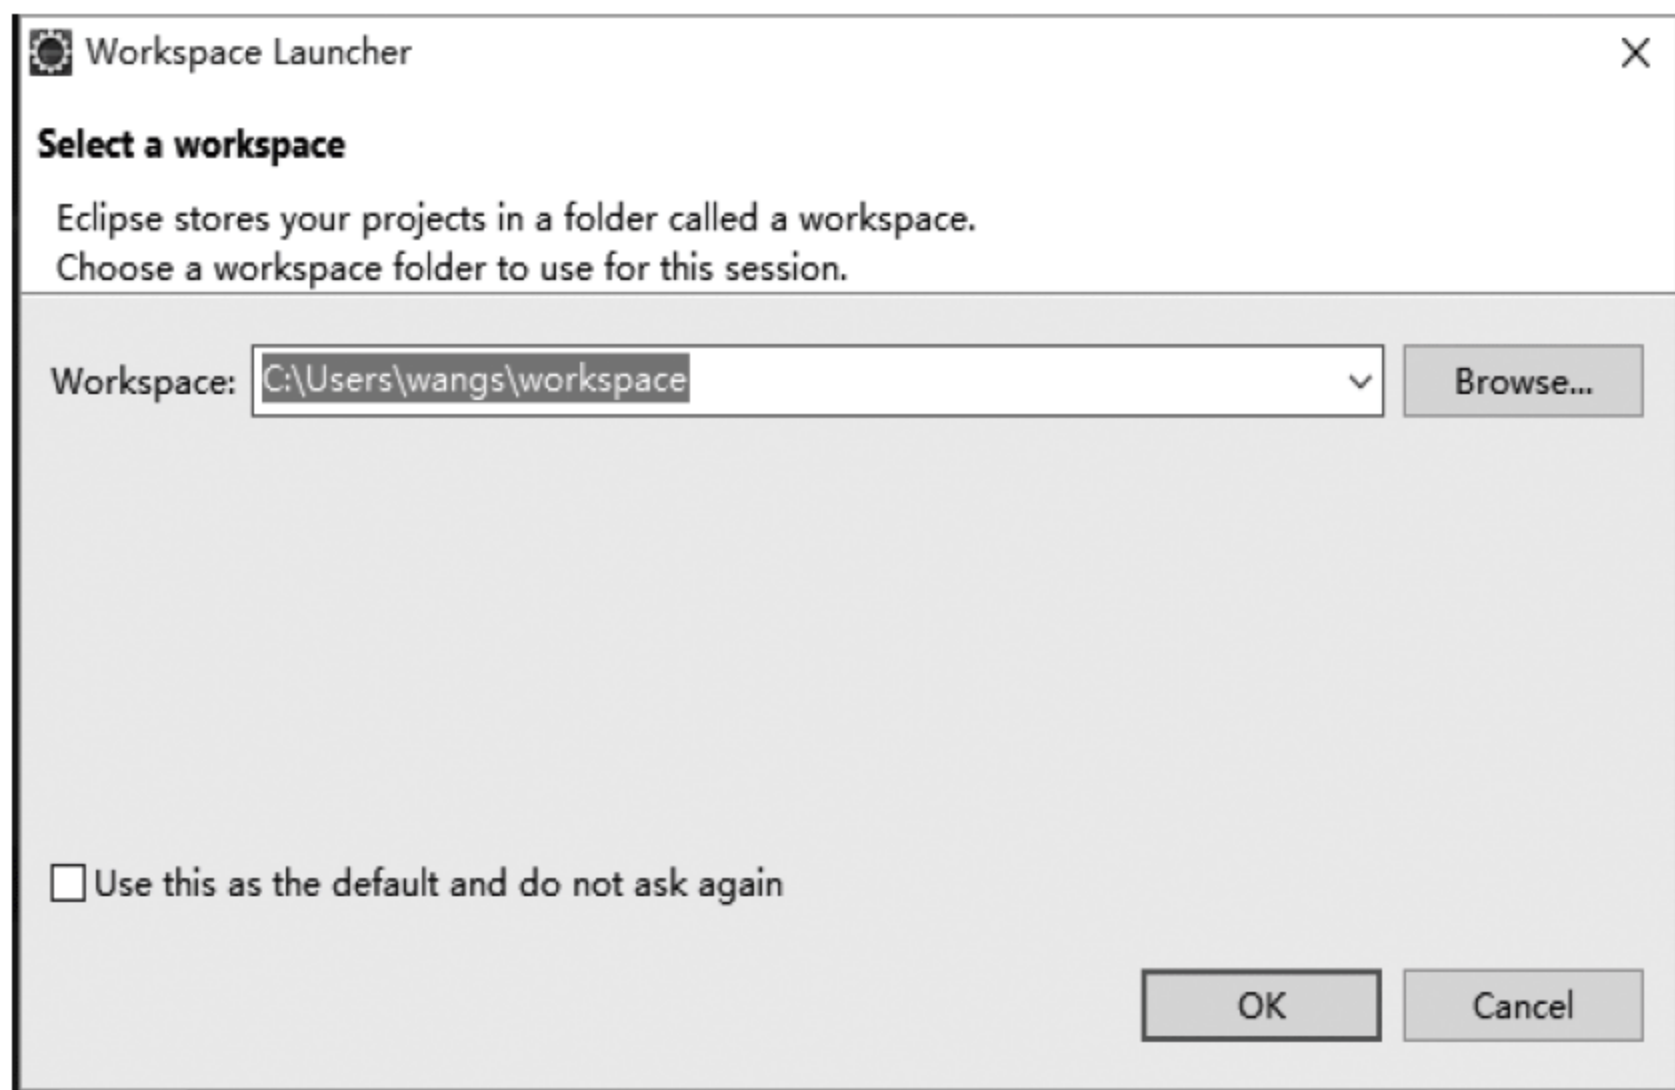 Workspace Launcher
Select a workspace
Eclipse stores your projects in a folder called a workspace.
Choose a workspace folder to use for this session.
Workspace: C:\Users\wangs\workspace Browse...
Use this as the default and do not ask again
OK Cancel